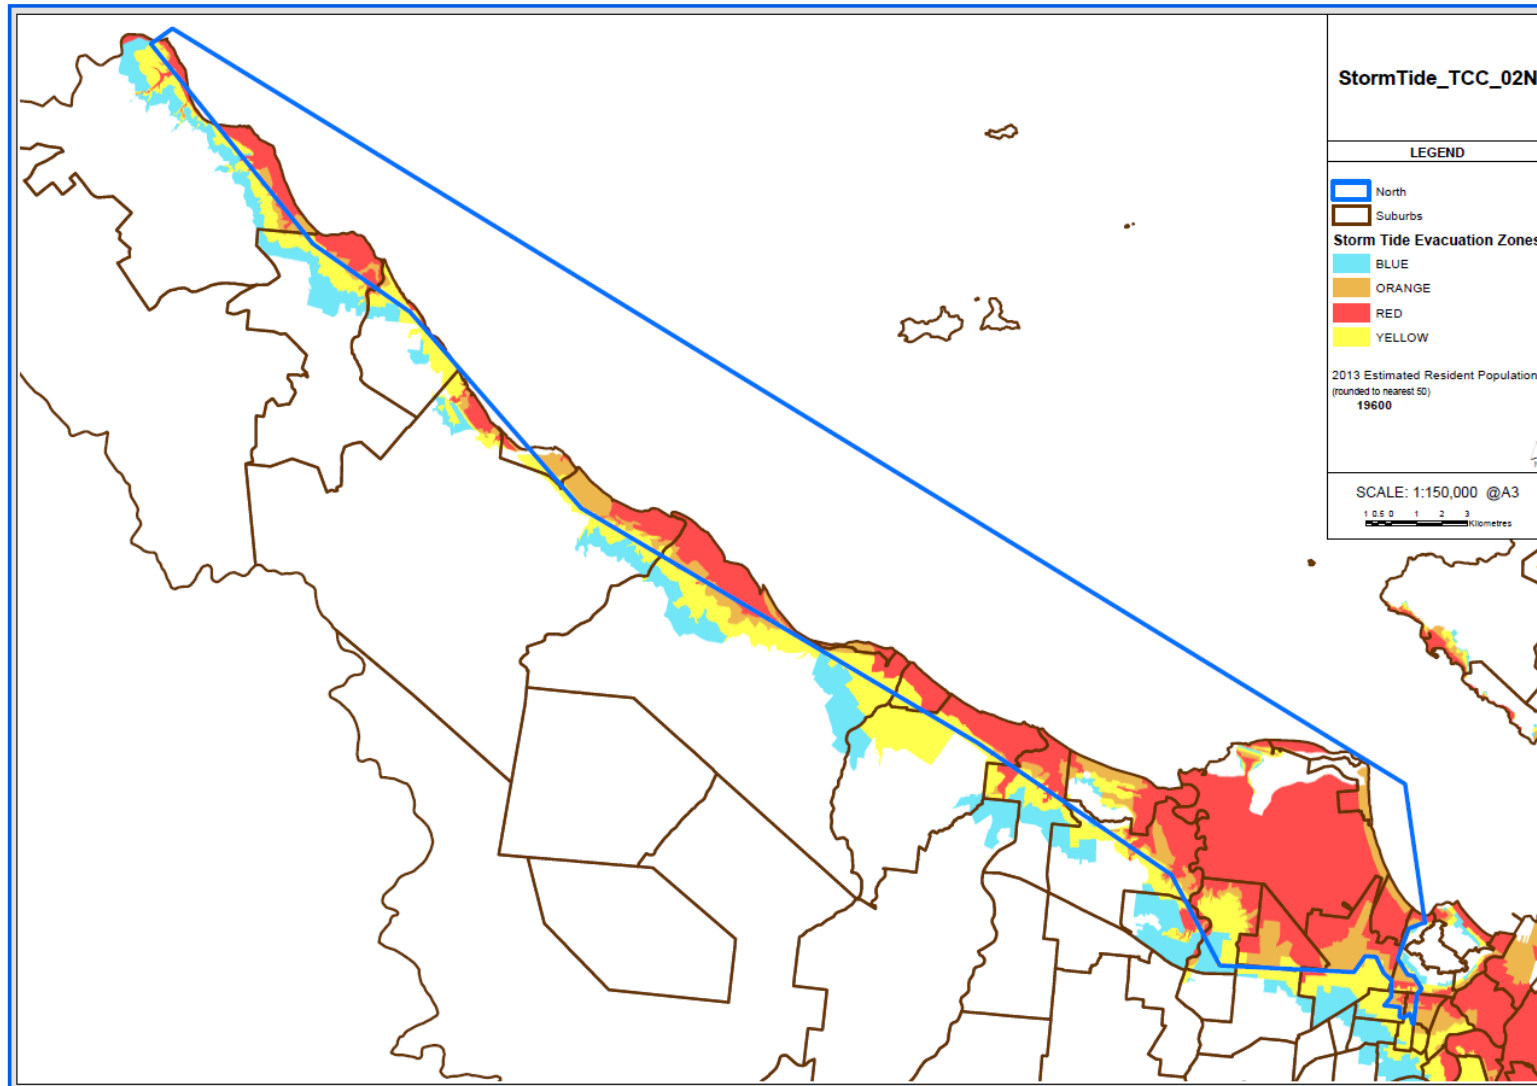 StormTide_TCC_02N
LEGEND
North
Suburbs
Storm Tide Evacuation Zones
BLUE
ORANGE
RED
YELLOW
2013 Estimated Resident Population
(rounded to nearest 50)
19600
SCALE: 1:150,000 @A3
1 0.5 0 1 2 3
Kilometres